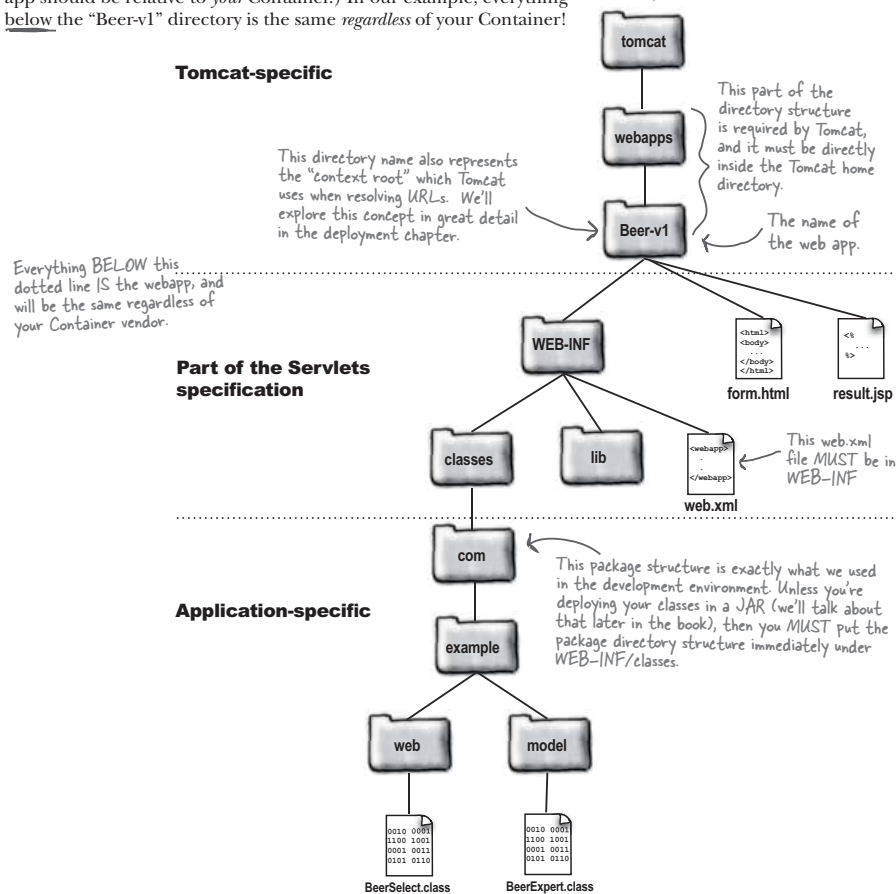 app should be relative to your Container.) In our example, everything
below the “Beer-v1” directory is the same regardless of your Container!
tomcat
Tomcat-specific
This part of the
directory structure
is required by Tomcat,
and it must be directly
inside the Tomcat home
directory.
webapps
This directory name also represents
the “context root” which Tomcat
uses when resolving URLs. We’ll
explore this concept in great detail
in the deployment chapter.
Beer-v1
The name of
the web app.
Everything BELOW this
dotted line IS the webapp, and
will be the same regardless of
your Container vendor.
Part of the Servlets
specification
WEB-INF
<html>
<body>
...
</body>
</html>
form.html
<%
...
%>
result.jsp
classes
lib
<webapp>
.
.
</webapp>
web.xml
This web.xml
file MUST be in
WEB-INF
com
This package structure is exactly what we used
in the development environment. Unless you’re
deploying your classes in a JAR (we’ll talk about
that later in the book), then you MUST put the
package directory structure immediately under
WEB-INF/classes.
Application-specific
example
web
model
0010 0001
1100 1001
0001 0011
0101 0110
BeerSelect.class
0010 0001
1100 1001
0001 0011
0101 0110
BeerExpert.class